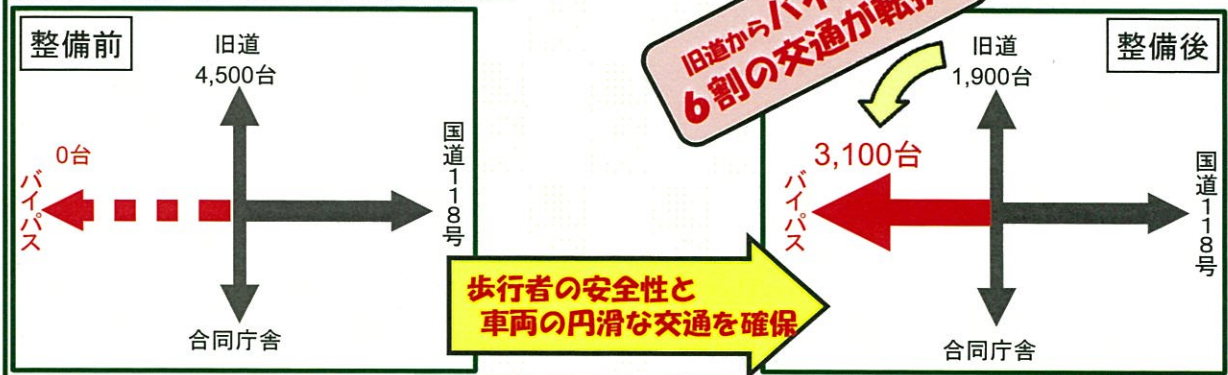 整備前
旧道
4,500台
0台
バイパス
国道118号
合同庁舎
旧道から
6割の交通が転
歩行者の安全性と
車両の円滑な交通を確保
整備後
旧道
1,900台
3,100台
バイパス
国道118号
合同庁舎